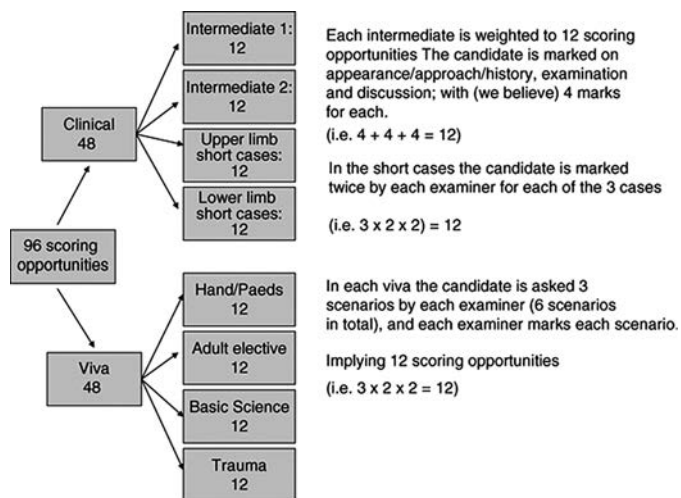 96 scoring
opportunities
Clinical
48
Intermediate 1:
12
Intermediate 2:
12
Upper limb
short cases:
12
Lower limb
short cases:
12
Each intermediate is weighted to 12 scoring
opportunities The candidate is marked on
appearance/approach/history, examination
and discussion; with (we believe) 4 marks
for each.
(i.e. 4 + 4 + 4 = 12)
In the short cases the candidate is marked
twice by each examiner for each of the 3 cases
(i.e. 3 x 2 x 2) = 12
Viva
48
Hand/Paeds
12
Adult elective
12
Basic Science
12
Trauma
12
In each viva the candidate is asked 3
scenarios by each examiner (6 scenarios
in total), and each examiner marks each scenario.
Implying 12 scoring opportunities
(i.e. 3 x 2 x 2 = 12)